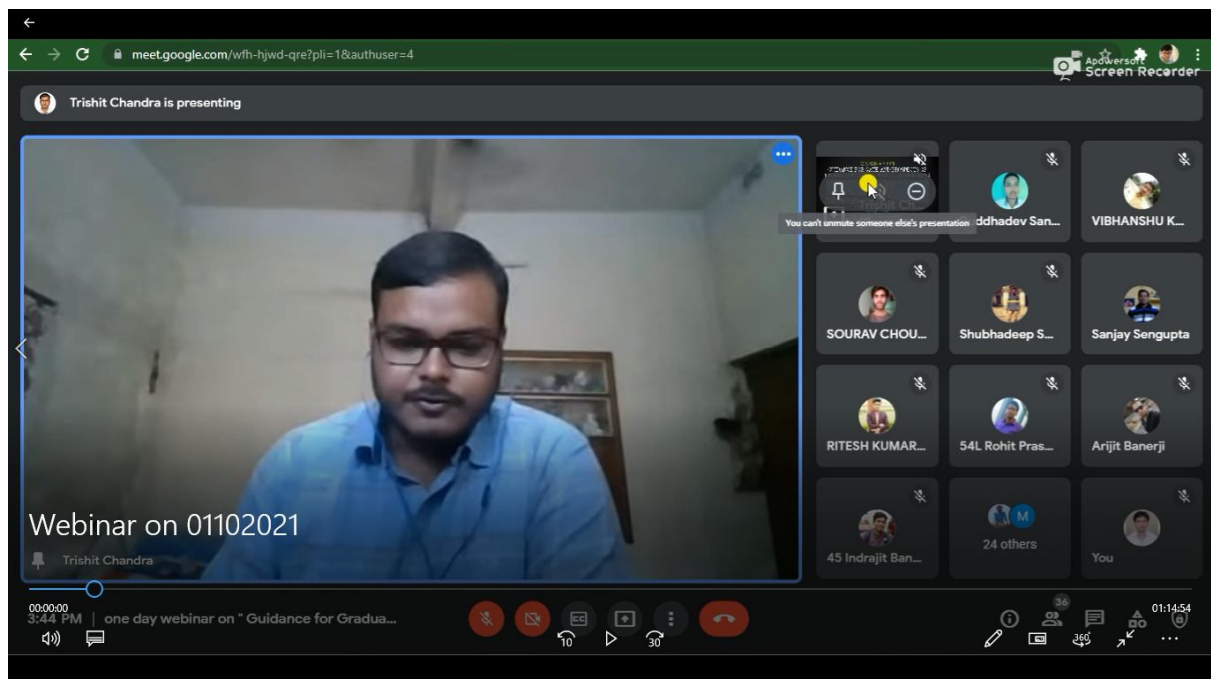 meet.google.com/wfh-hjwd-qre?pli=1&authuser=4
Apowersoft
Screen Recorder
Trishit Chandra is presenting
You can't unmute someone else's presentation
ddhadev San...
VIBHANSHU K...
SOURAV CHOU...
Shubhadeep S...
Sanjay Sengupta
RITESH KUMAR...
54L Rohit Pras...
Arijit Banerji
45 Indrajit Ban...
M
24 others
You
Webinar on 01102021
Trishit Chandra
00:00:00
01:14:54
3:44 PM | one day webinar on " Guidance for Gradua...
CC
36
10
30
360°